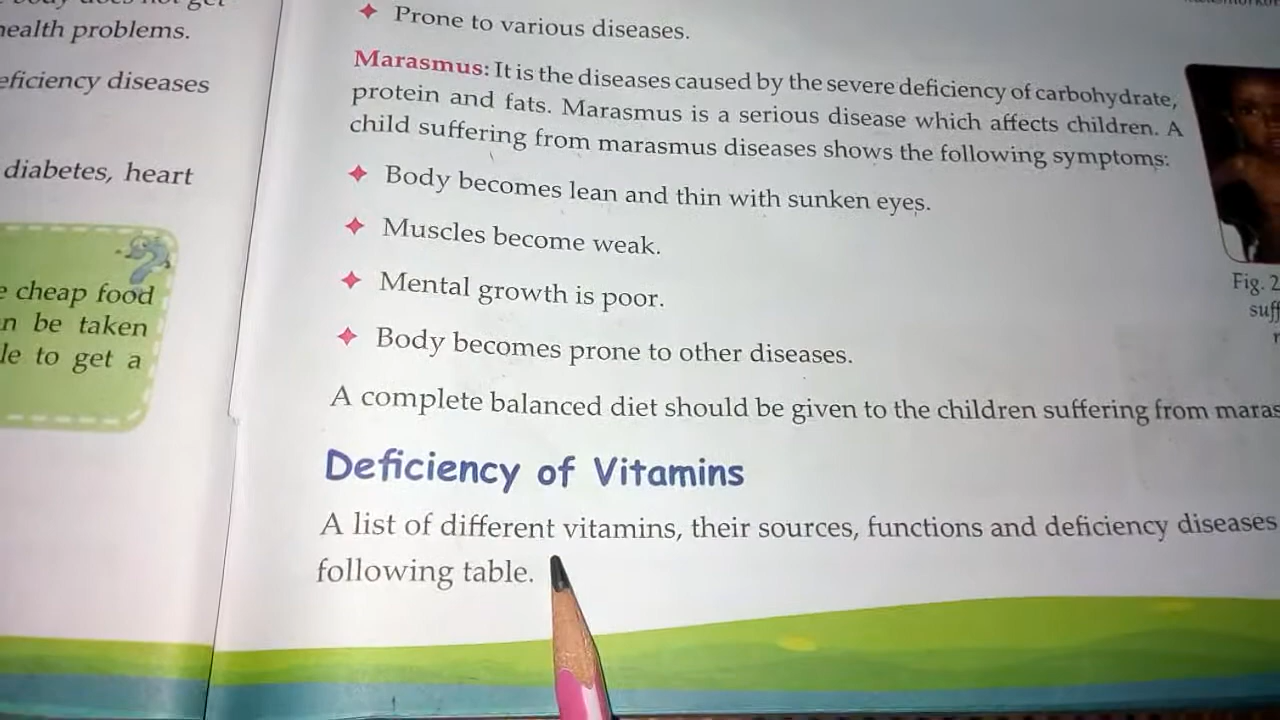 health problems.
deficiency diseases
diabetes, heart
cheap food
be taken
to get a
Prone to various diseases.
Marasmus: It is the diseases caused by the severe deficiency of carbohydrate,
protein and fats. Marasmus is a serious disease which affects children. A
child suffering from marasmus diseases shows the following symptoms:
Body becomes lean and thin with sunken eyes.
Muscles become weak.
Mental growth is poor.
Body becomes prone to other diseases.
A complete balanced diet should be given to the children suffering from maras
Deficiency of Vitamins
A list of different vitamins, their sources, functions and deficiency diseases
following table.
Fig. 2
suff